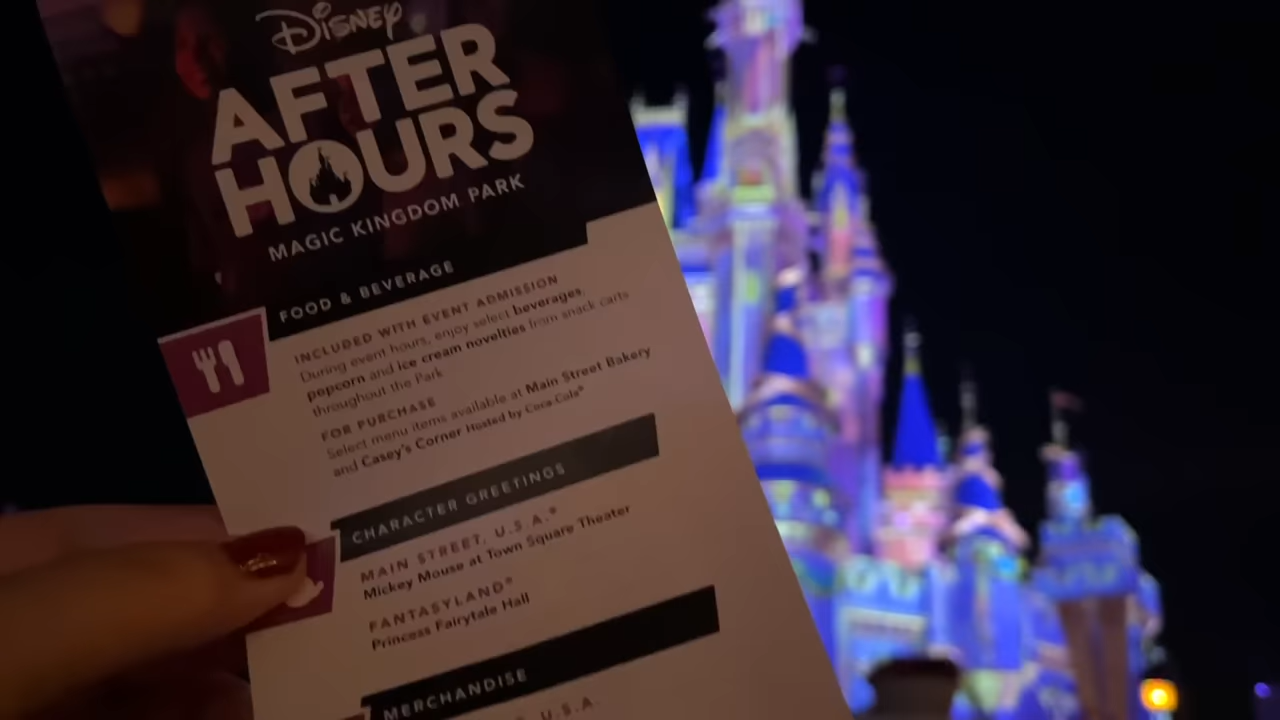 Disney
AFTER
HOURS
MAGIC KINGDOM PARK
FOOD & BEVERAGE
INCLUDED WITH EVENT ADMISSION
During event hours, enjoy select beverages,
popcorn and ice cream novelties from snack carts
throughout the Park
FOR PURCHASE
Select menu items available at Main Street Bakery
and Casey's Corner Hosted by Coca-Cola®
CHARACTER GREETINGS
MAIN STREET, U.S.A.®
Mickey Mouse at Town Square Theater
FANTASYLAND®
Princess Fairytale Hall
MERCHANDISE
U.S.A.